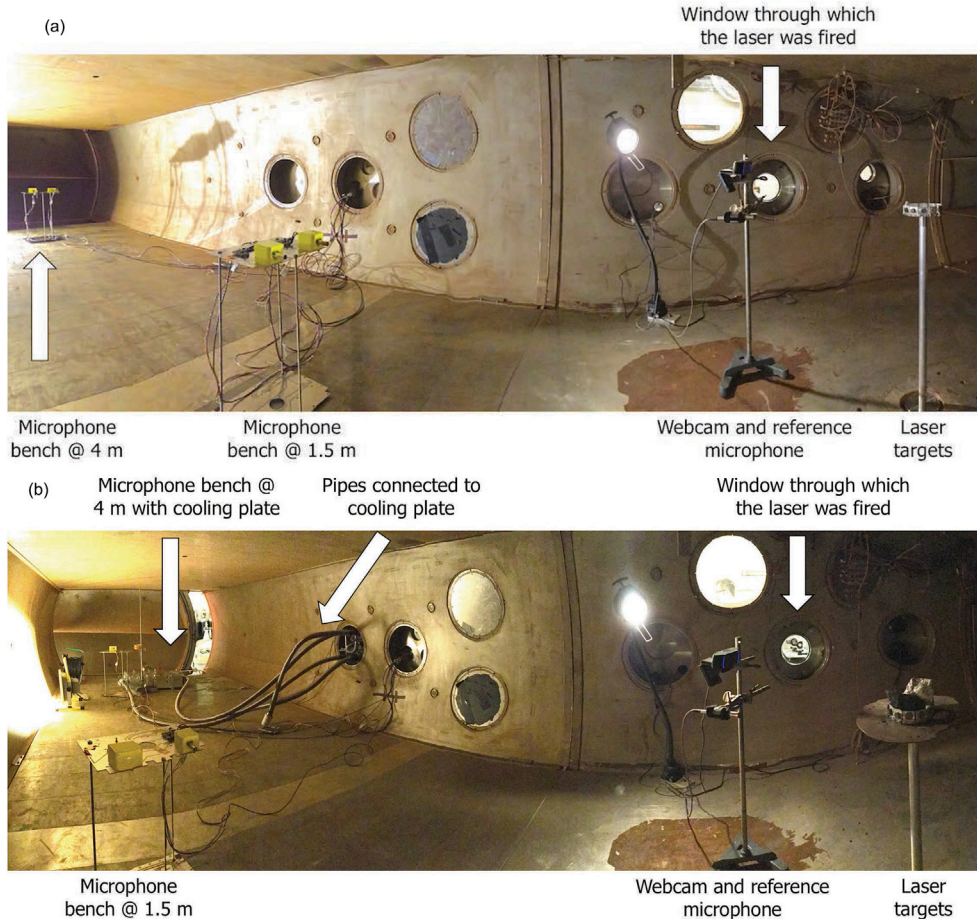 (a)
Window through which
the laser was fired
Microphone
bench @ 4 m
Microphone
bench @ 1.5 m
Webcam and reference
microphone
Laser
targets
(b)
Microphone bench @
4 m with cooling plate
Pipes connected to
cooling plate
Window through which
the laser was fired
Microphone
bench @ 1.5 m
Webcam and reference
microphone
Laser
targets